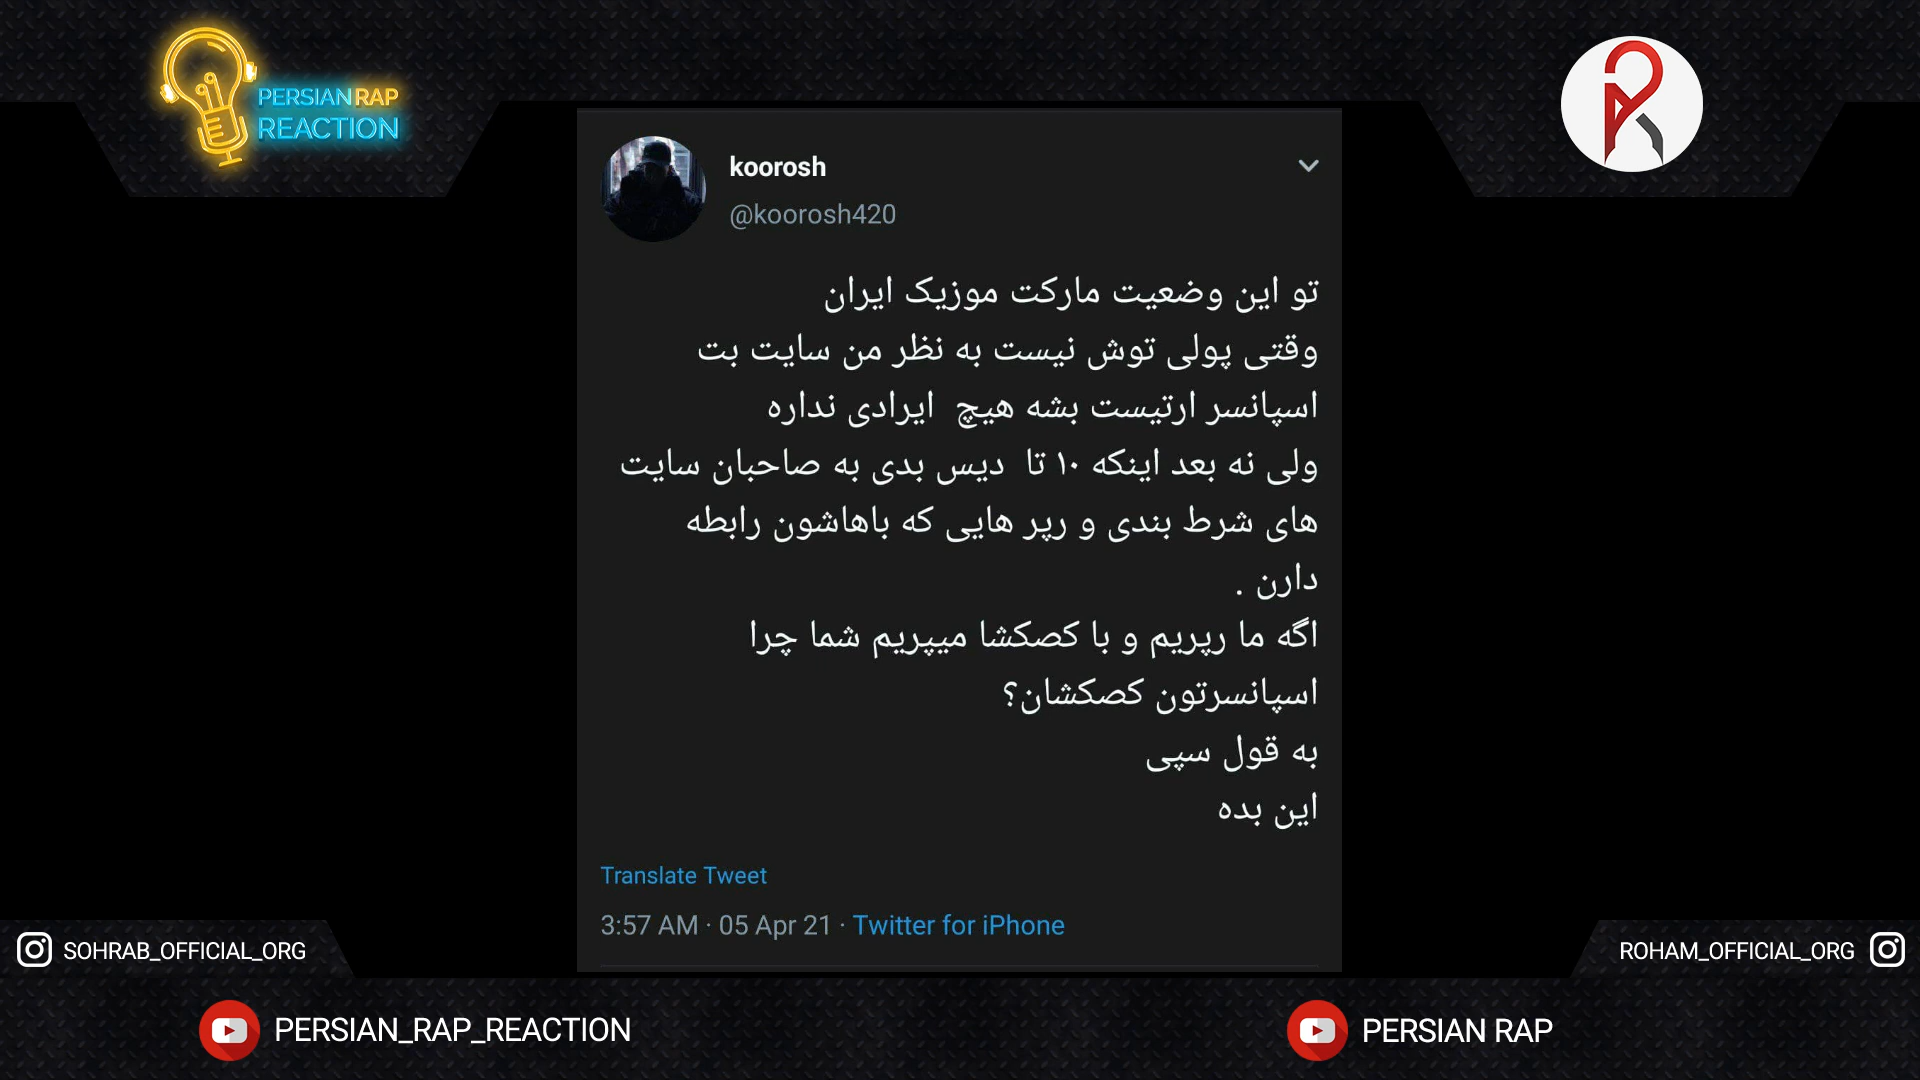 PERSIAN RAP
REACTION
koorosh
@koorosh420
تو این وضعیت مارکت موزیک ایران
وقتی پولی توش نیست به نظر من سایت بت
اسپانسر ارتیست بشه هیچ  ایرادی نداره
ولی نه بعد اینکه ۱۰ تا  دیس بدی به صاحبان سایت
های شرط بندی و رپر هایی که باهاشون رابطه
دارن .
اگه ما رپریم و با کصکشا میپریم شما چرا
اسپانسرتون کصکشان؟
به قول سپی
این بده
Translate Tweet
3:57 AM · 05 Apr 21 · Twitter for iPhone
SOHRAB_OFFICIAL_ORG
ROHAM_OFFICIAL_ORG
PERSIAN_RAP_REACTION
PERSIAN RAP